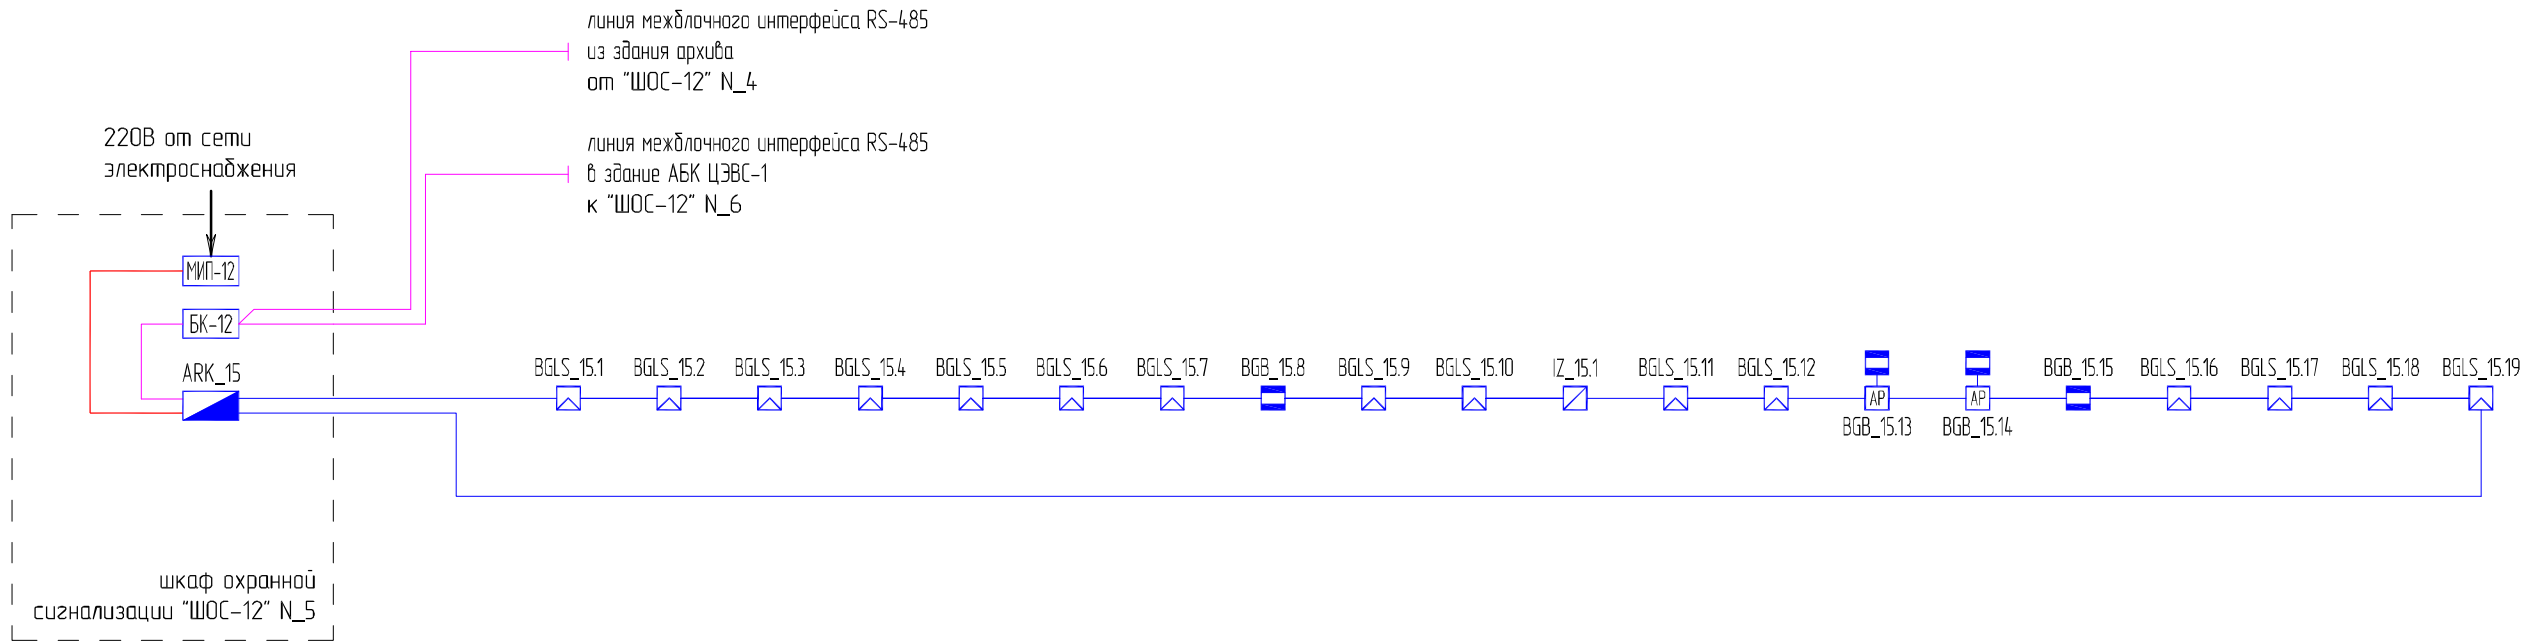 линия межблочного интерфейса RS-485
из здания архива
от "ШОС-12" N_4
линия межблочного интерфейса RS-485
в здание АБК ЦЭВС-1
к "ШОС-12" N_6
220В от сети
электроснабжения
МИП-12
БК-12
ARK_15
BGLS_15.1
BGLS_15.2
BGLS_15.3
BGLS_15.4
BGLS_15.5
BGLS_15.6
BGLS_15.7
BGB_15.8
BGLS_15.9
BGLS_15.10
IZ_15.1
BGLS_15.11
BGLS_15.12
АР
АР
BGB_15.15
BGLS_15.16
BGLS_15.17
BGLS_15.18
BGLS_15.19
BGB_15.13
BGB_15.14
шкаф охранной
сигнализации "ШОС-12" N_5